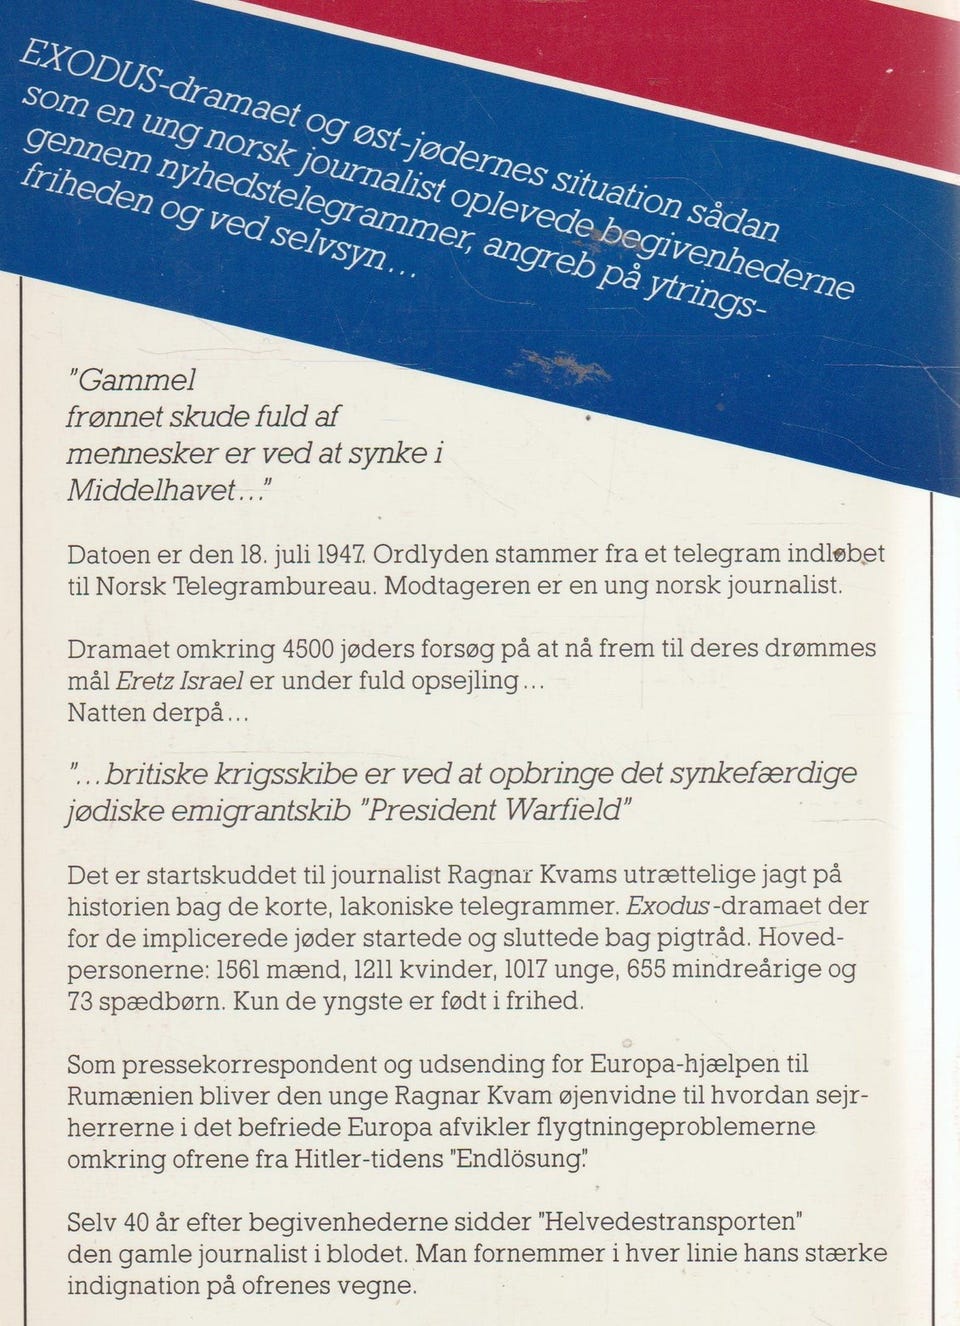 EXODUS-dramaet og øst-jødernes situation sådan
som en ung norsk journalist oplevede begivenhederne
gennem nyhedstelegrammer, angreb på ytrings-
friheden og ved selvsyn...
"Gammel
frønnet skude fuld af
mennesker er ved at synke i
Middelhavet..."
Datoen er den 18. juli 1947. Ordlyden stammer fra et telegram indløbet
til Norsk Telegrambureau. Modtageren er en ung norsk journalist.
Dramaet omkring 4500 jøders forsøg på at nå frem til deres drømmes
mål Eretz Israel er under fuld opsejling...
Natten derpå...
"...britiske krigsskibe er ved at opbringe det synkefærdige
jødiske emigrantskib "President Warfield"
Det er startskuddet til journalist Ragnar Kvams utrættelige jagt på
historien bag de korte, lakoniske telegrammer. Exodus-dramaet der
for de implicerede jøder startede og sluttede bag pigtråd. Hoved-
personerne: 1561 mænd, 1211 kvinder, 1017 unge, 655 mindreårige og
73 spædbørn. Kun de yngste er født i frihed.
Som pressekorrespondent og udsending for Europa-hjælpen til
Rumænien bliver den unge Ragnar Kvam øjenvidne til hvordan sejr-
herrerne i det befriede Europa afvikler flygtningeproblemerne
omkring ofrene fra Hitler-tidens "Endlösung".
Selv 40 år efter begivenhederne sidder "Helvedestransporten"
den gamle journalist i blodet. Man fornemmer i hver linie hans stærke
indignation på ofrenes vegne.